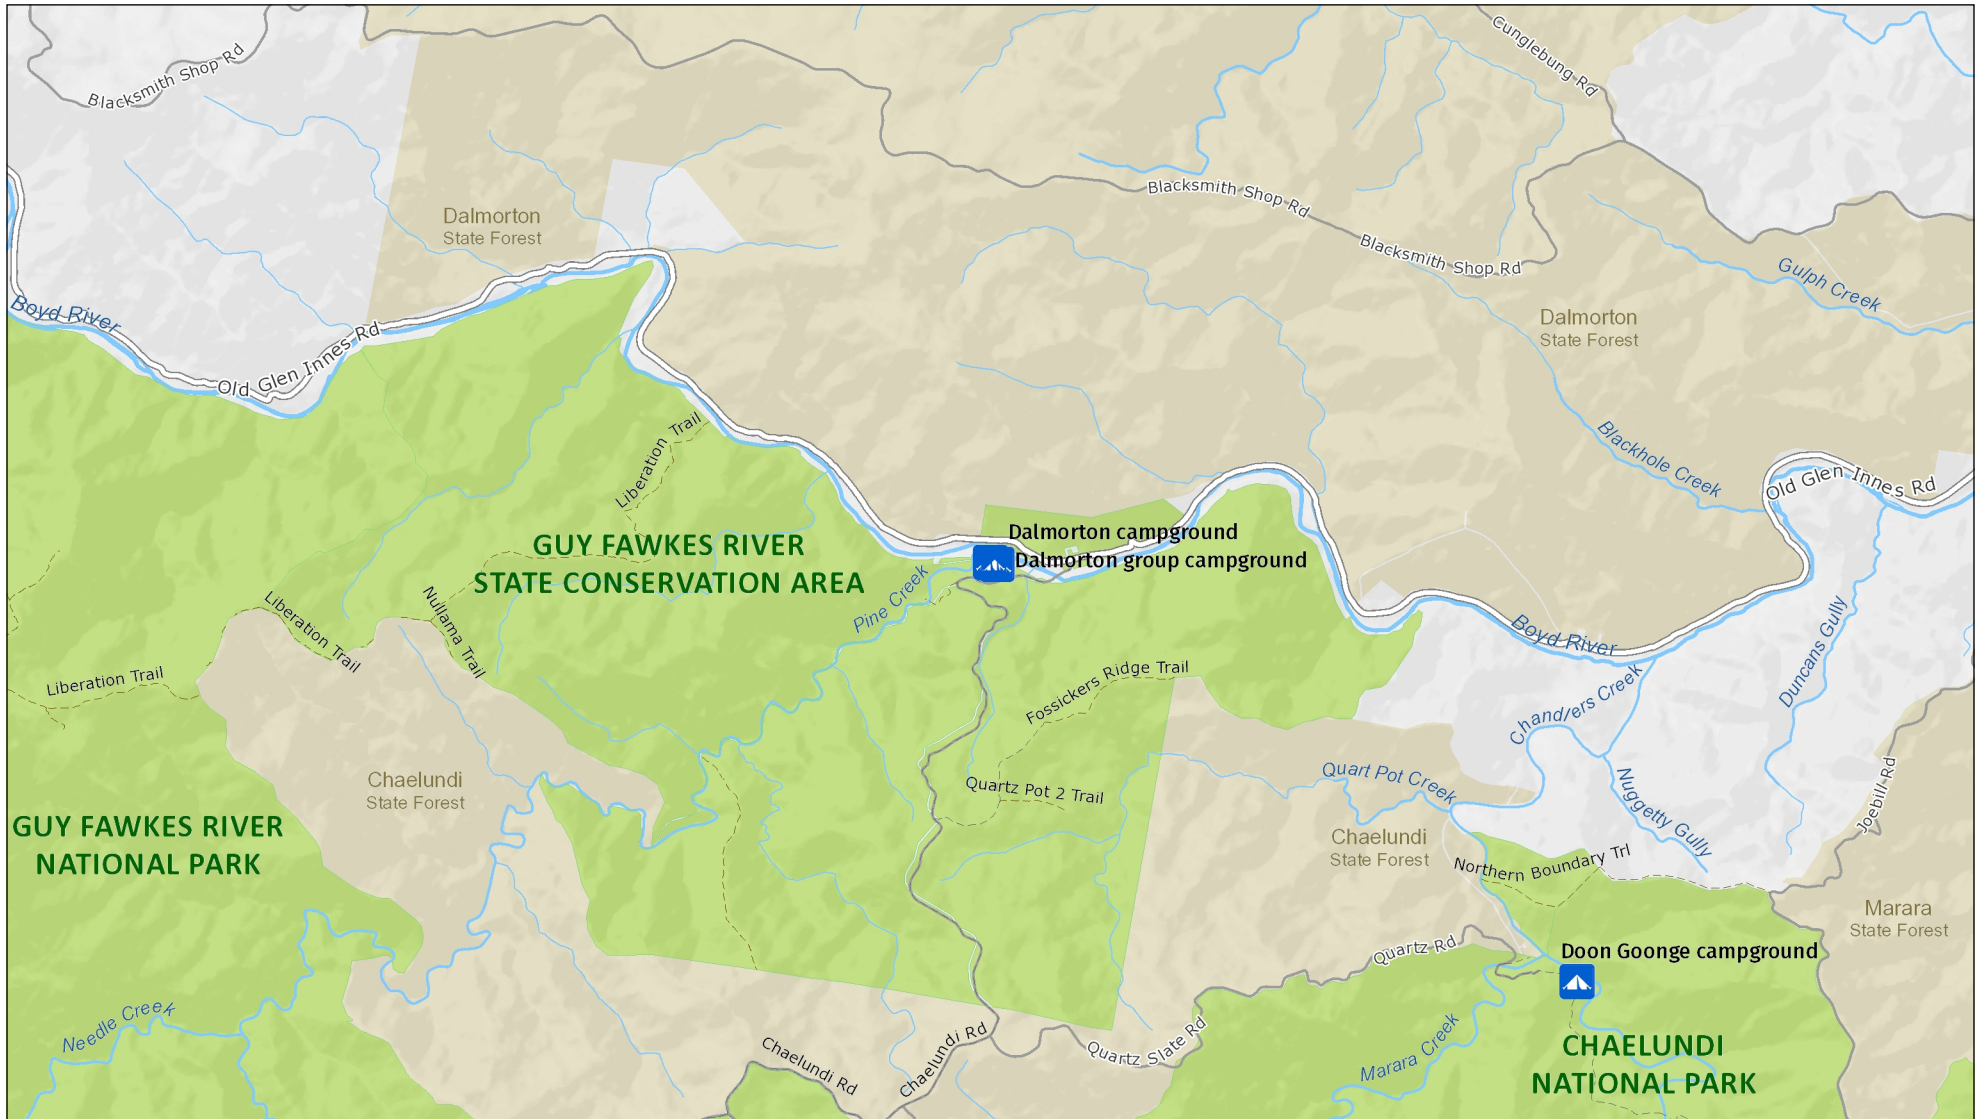 Blacksmith Shop Rd
Cunglebung Rd
Dalmorton
State Forest
Blacksmith Shop Rd
Blacksmith Shop Rd
Gulph Creek
Boyd River
Old Glen Innes Rd
Dalmorton
State Forest
Liberation Trail
Blackhole Creek
Old Glen Innes Rd
GUY FAWKES RIVER
STATE CONSERVATION AREA
Dalmorton campground
Dalmorton group campground
Pine Creek
Liberation Trail
Nullama Trail
Boyd River
Duncans Gully
Liberation Trail
Fossickers Ridge Trail
Chandlers Creek
Chaelundi
State Forest
Quartz Pot 2 Trail
Quart Pot Creek
Nuggetty Gully
Joebill Rd
GUY FAWKES RIVER
NATIONAL PARK
Chaelundi
State Forest
Northern Boundary Trl
Marara
State Forest
Quartz Rd
Doon Goonge campground
Needle Creek
Chaelundi Rd
Chaelundi Rd
Quartz Slate Rd
Marara Creek
CHAELUNDI
NATIONAL PARK